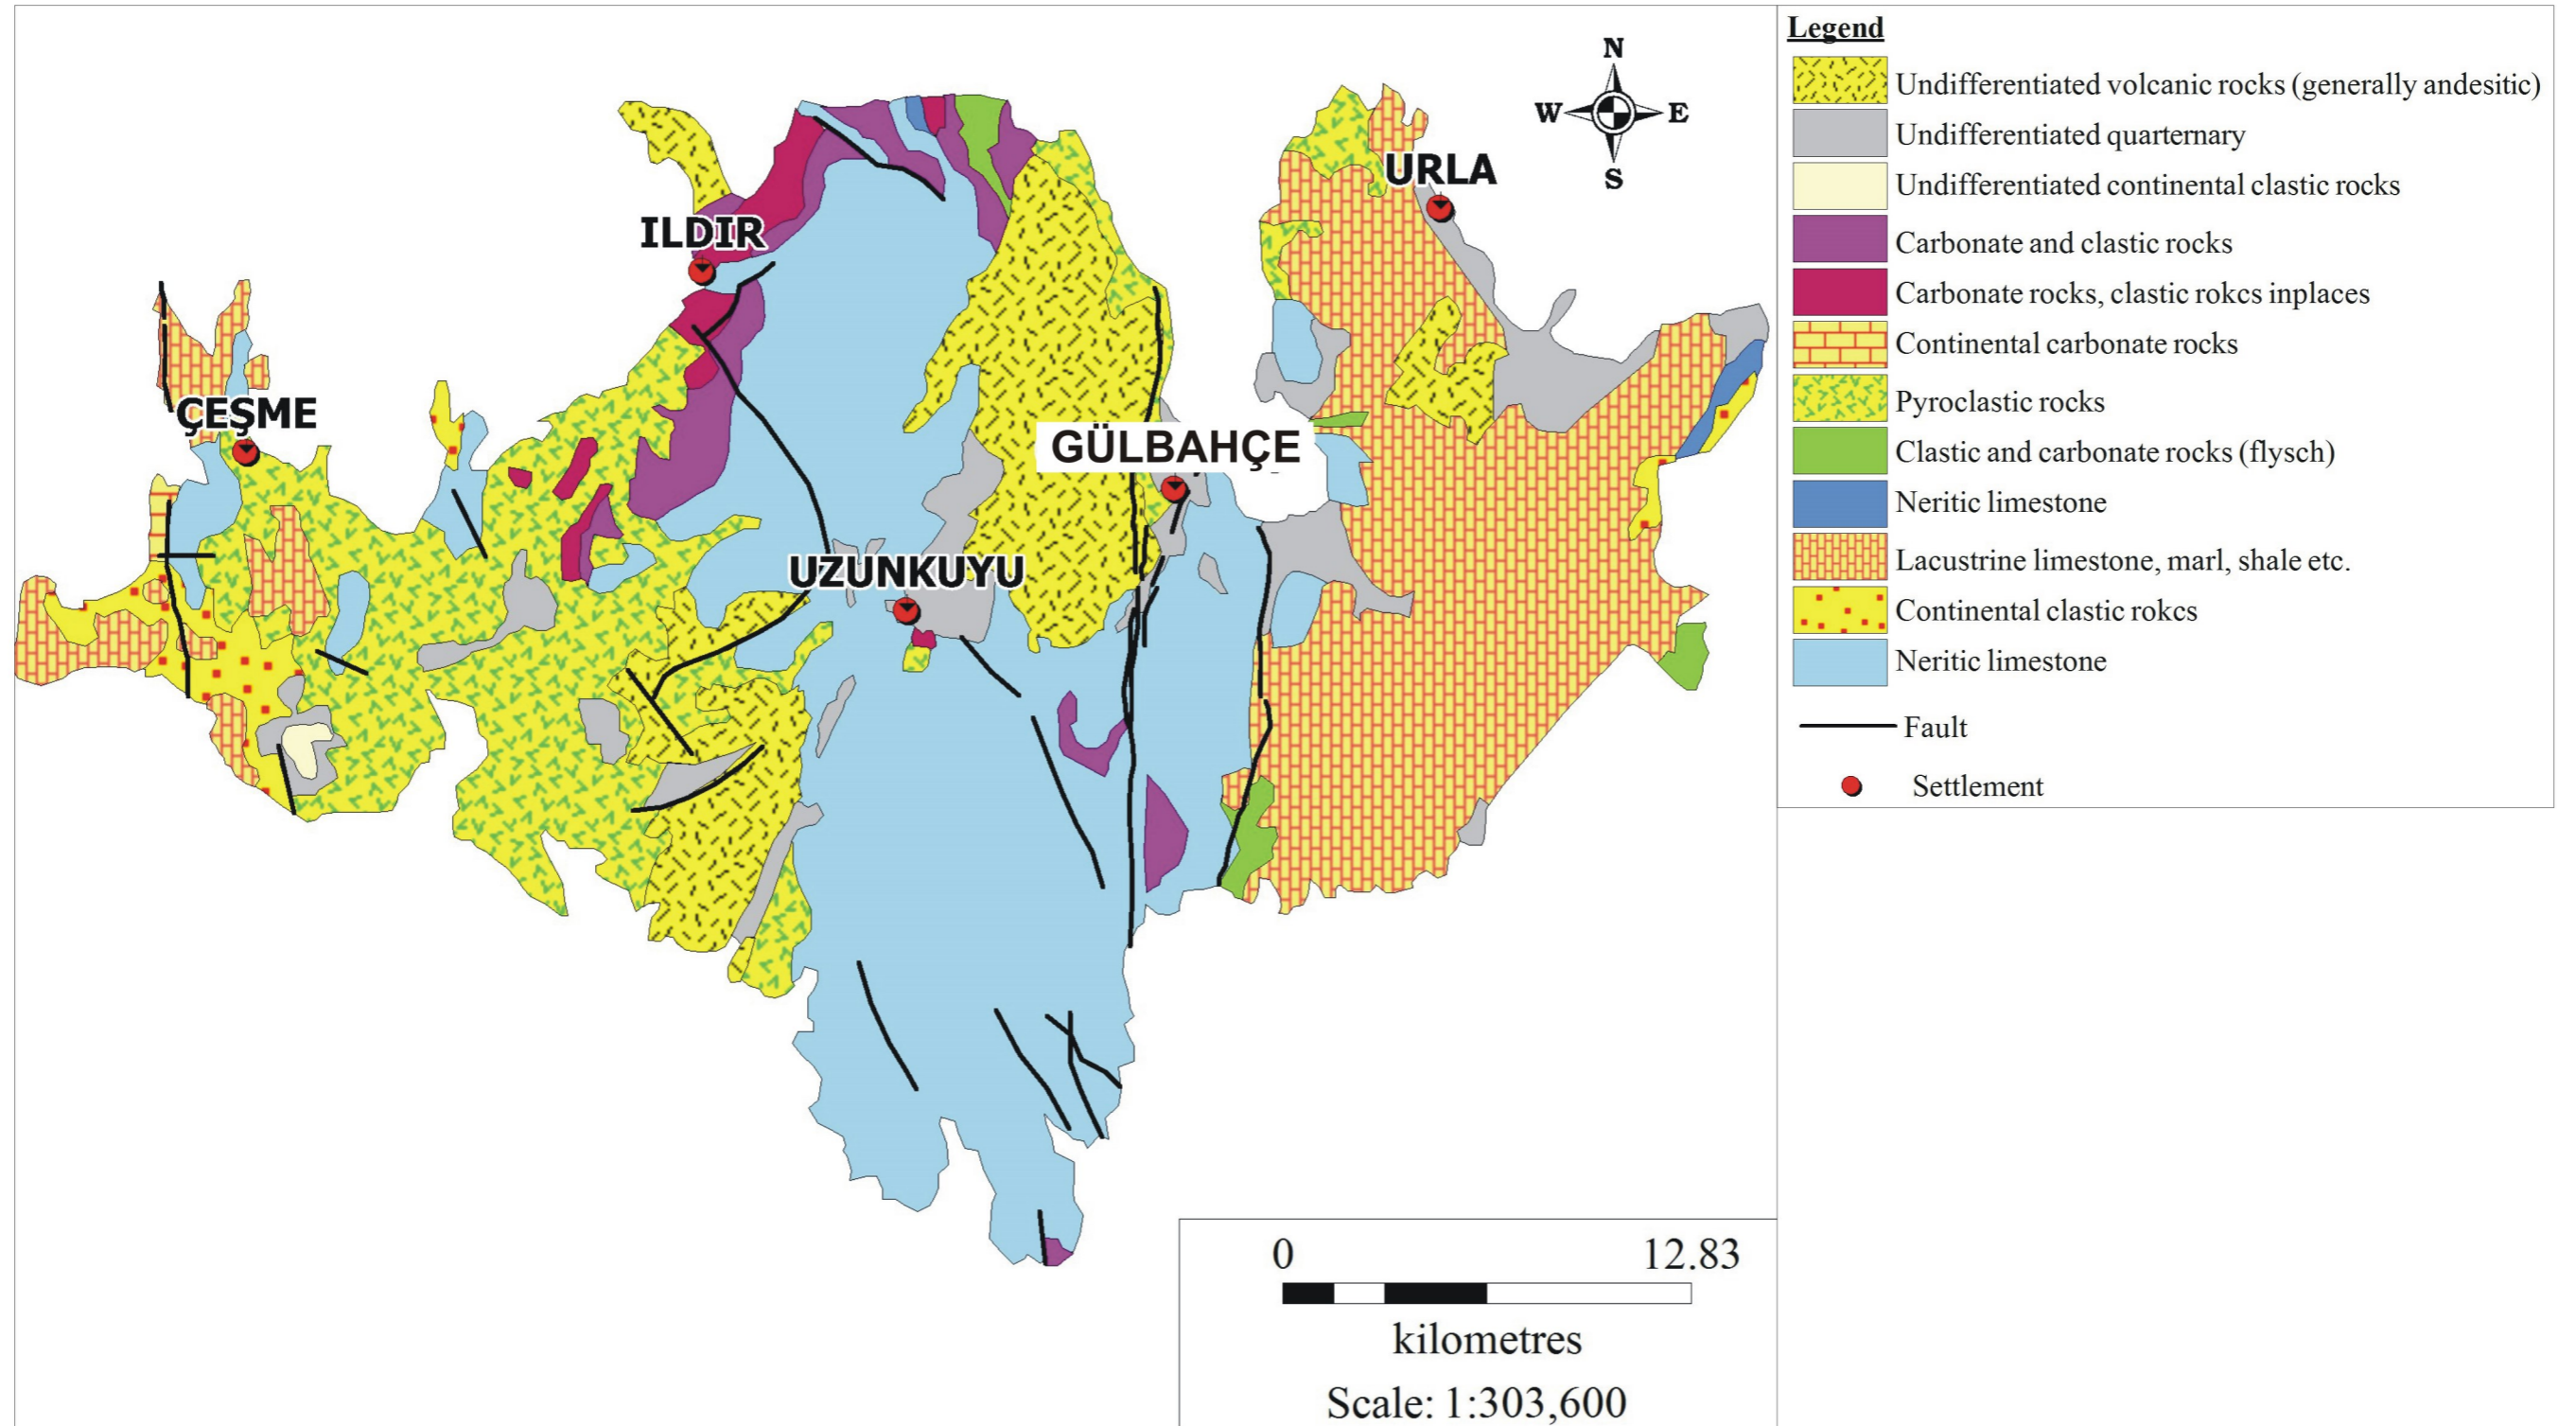 Legend
Undifferentiated volcanic rocks (generally andesitic)
Undifferentiated quarternary
Undifferentiated continental clastic rocks
Carbonate and clastic rocks
Carbonate rocks, clastic rokcs inplaces
Continental carbonate rocks
Pyroclastic rocks
Clastic and carbonate rocks (flysch)
Neritic limestone
Lacustrine limestone, marl, shale etc.
Continental clastic rokcs
Neritic limestone
Fault
Settlement
N
W E
S
URLA
ILDIR
ÇEŞME
GÜLBAHÇE
UZUNKUYU
0 12.83
kilometres
Scale: 1:303,600